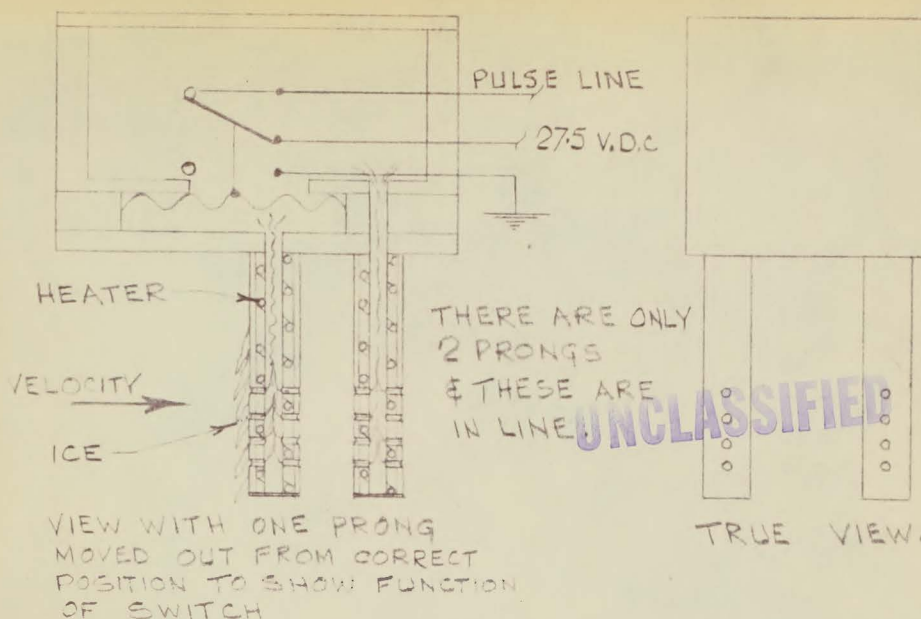 PULSE LINE
27.5 V.D.C
HEATER
VELOCITY
ICE
THERE ARE ONLY
2 PRONGS
& THESE ARE
IN LINE.
UNCLASSIFIED
VIEW WITH ONE PRONG
MOVED OUT FROM CORRECT
POSITION TO SHOW FUNCTION
OF SWITCH
TRUE VIEW.